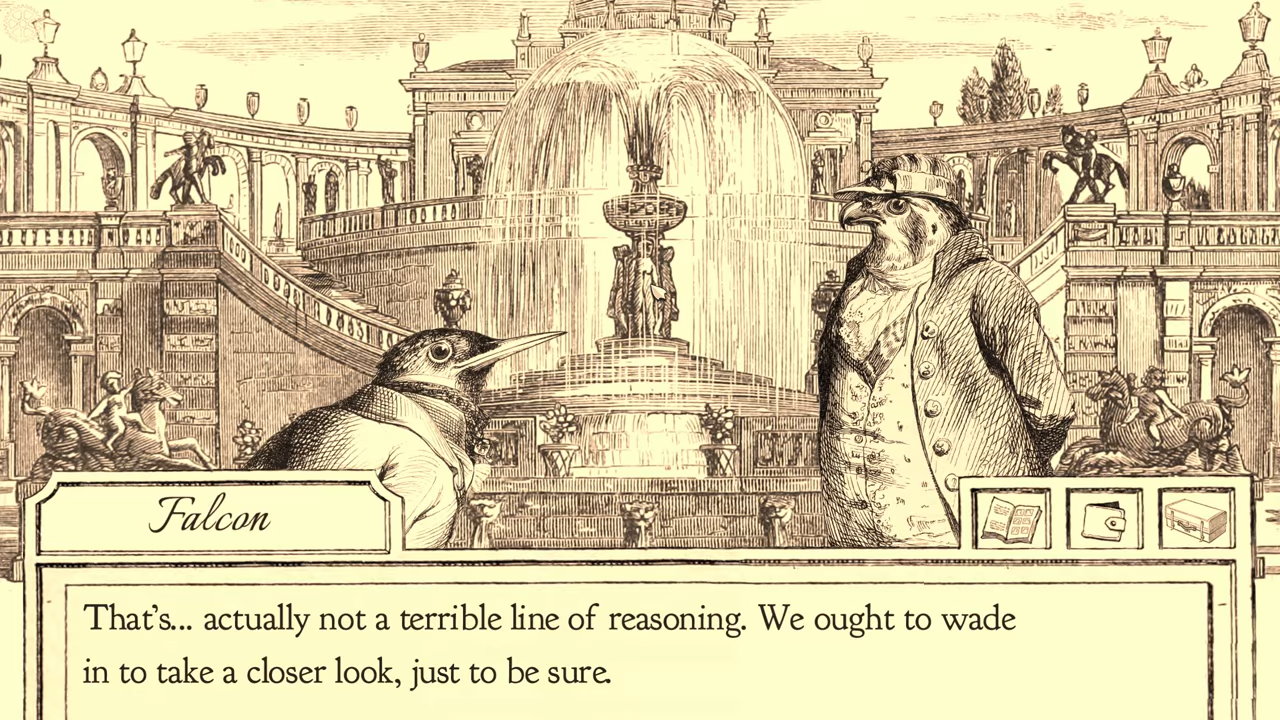 Falcon
That's... actually not a terrible line of reasoning. We ought to wade
in to take a closer look, just to be sure.